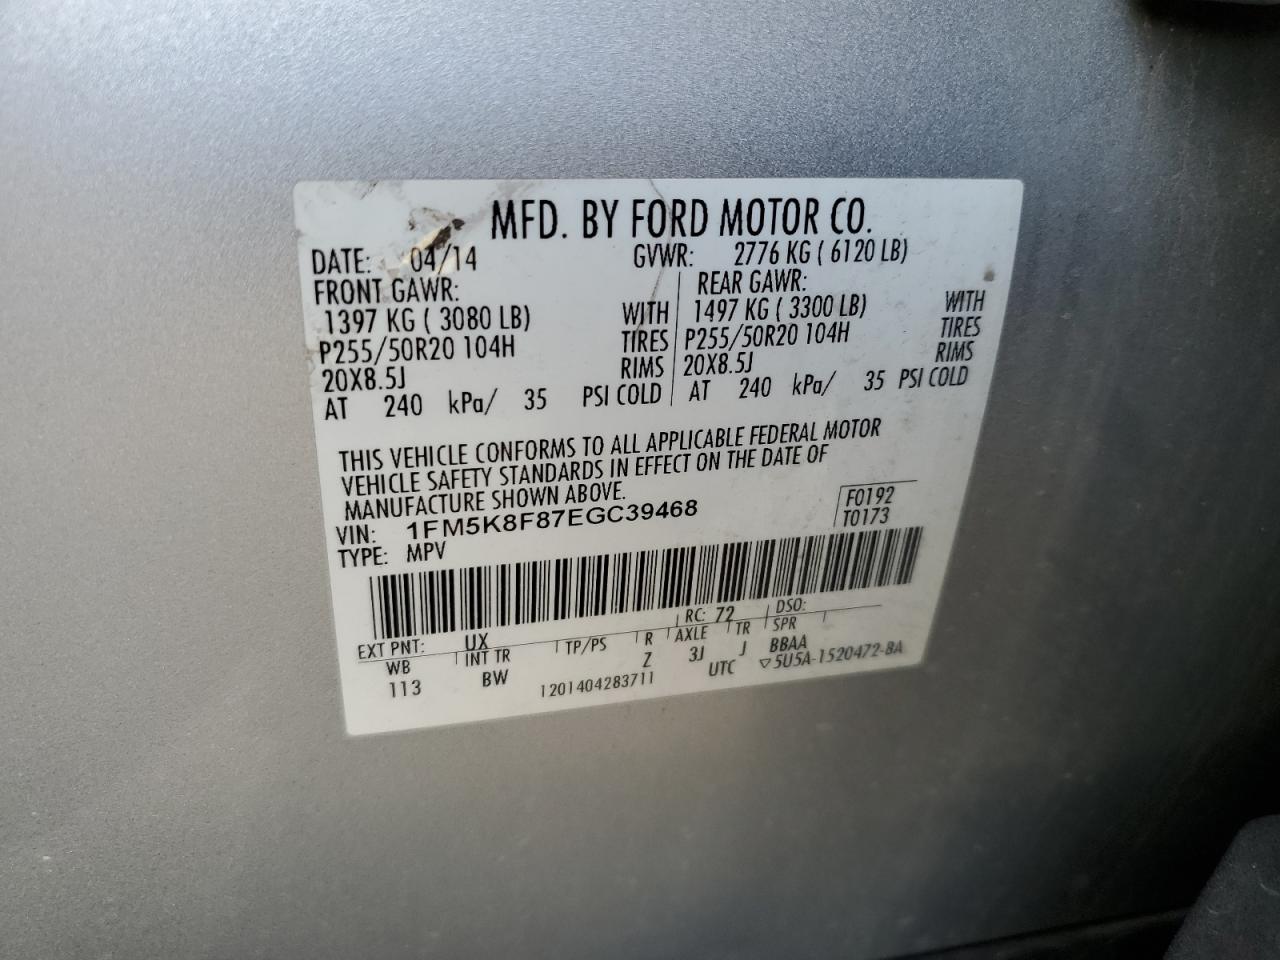 MFD. BY FORD MOTOR CO.
DATE: 04/14 GVWR: 2776 KG ( 6120 LB)
FRONT GAWR: REAR GAWR:
1397 KG ( 3080 LB) WITH 1497 KG ( 3300 LB) WITH
P255/50R20 104H TIRES P255/50R20 104H TIRES
20X8.5J RIMS 20X8.5J RIMS
AT 240 kPa/ 35 PSI COLD AT 240 kPa/ 35 PSI COLD
THIS VEHICLE CONFORMS TO ALL APPLICABLE FEDERAL MOTOR
VEHICLE SAFETY STANDARDS IN EFFECT ON THE DATE OF
MANUFACTURE SHOWN ABOVE.
VIN: 1FM5K8F87EGC39468 F0192
TYPE: MPV T0173
EXT PNT: UX RC: 72 DSO:
WB INT TR TP/PS R AXLE TR SPR
113 BW Z 3J J BBAA
1201404283711 UTC ▽5U5A-1520472-BA